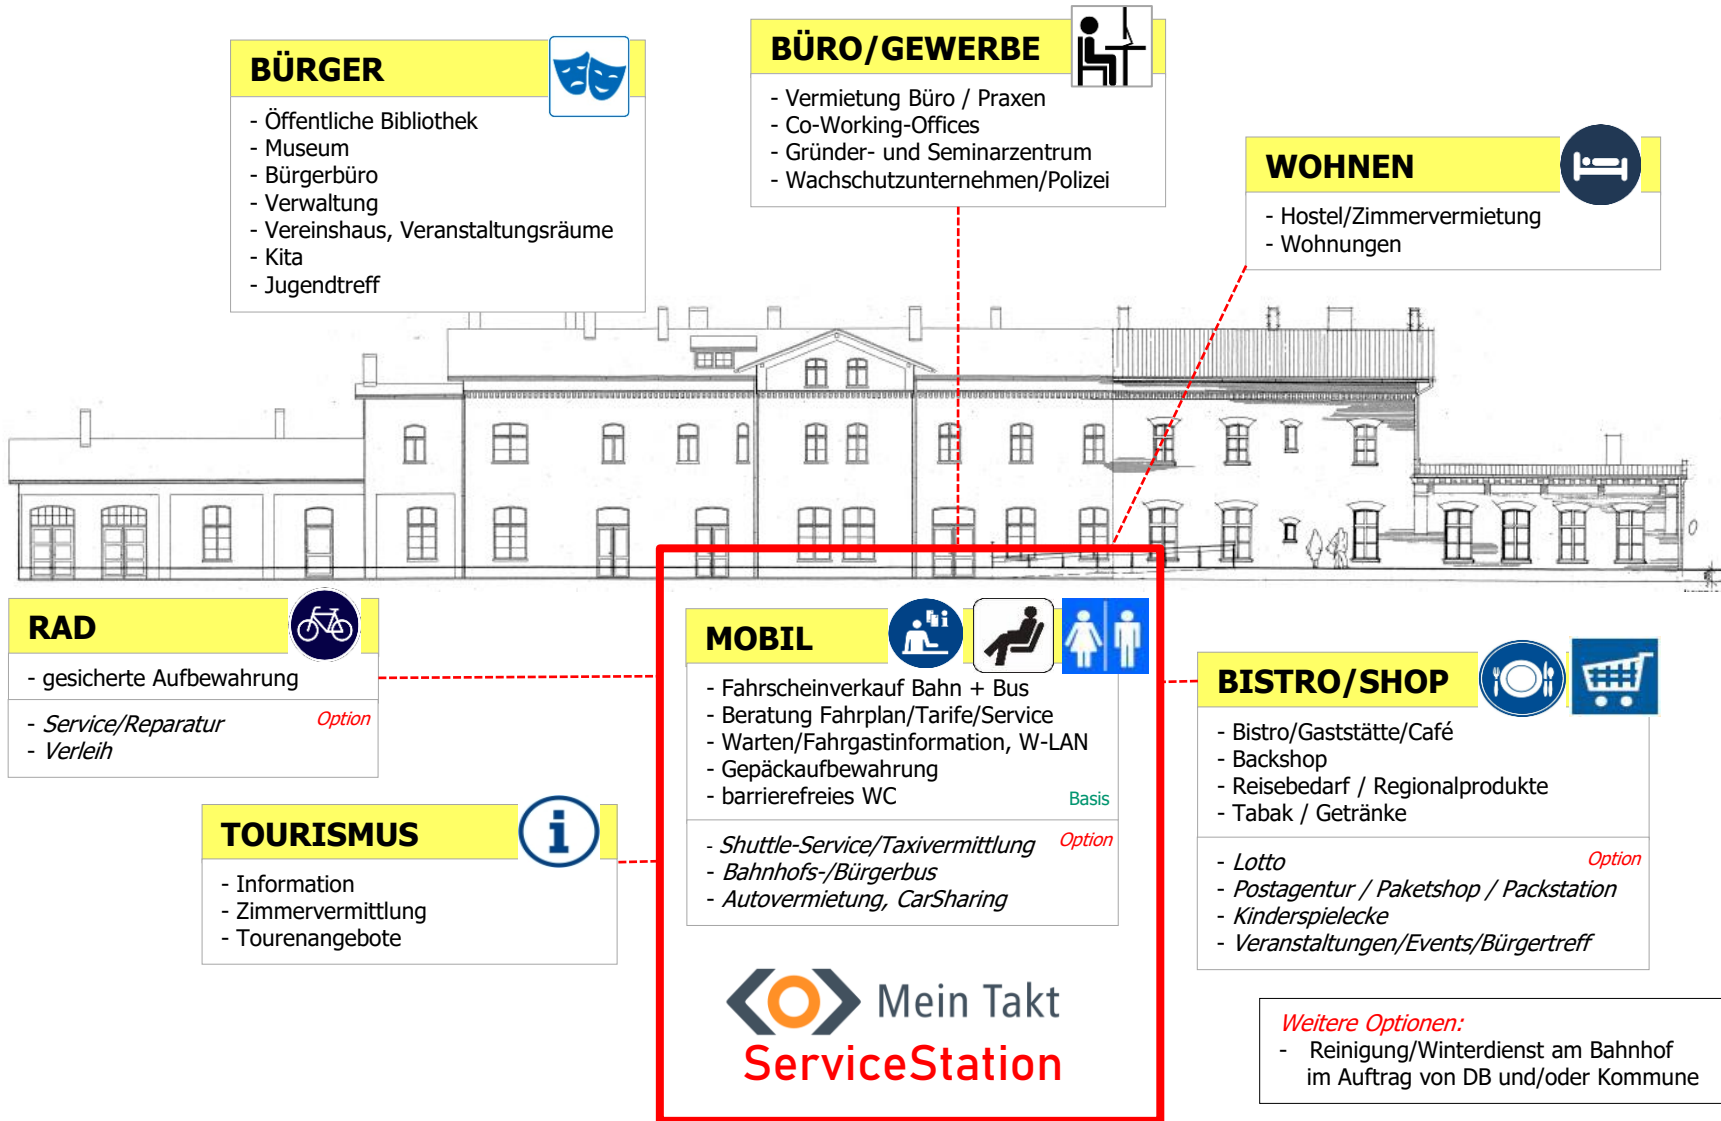 BÜRGER
- Öffentliche Bibliothek
- Museum
- Bürgerbüro
- Verwaltung
- Vereinshaus, Veranstaltungsräume
- Kita
- Jugendtreff
BÜRO/GEWERBE
- Vermietung Büro / Praxen
- Co-Working-Offices
- Gründer- und Seminarzentrum
- Wachschutzunternehmen/Polizei
WOHNEN
- Hostel/Zimmervermietung
- Wohnungen
RAD
- gesicherte Aufbewahrung
- Service/Reparatur Option
- Verleih
TOURISMUS
- Information
- Zimmervermittlung
- Tourenangebote
MOBIL
- Fahrscheinverkauf Bahn + Bus
- Beratung Fahrplan/Tarife/Service
- Warten/Fahrgastinformation, W-LAN
- Gepäckaufbewahrung
- barrierefreies WC Basis
- Shuttle-Service/Taxivermittlung Option
- Bahnhofs-/Bürgerbus
- Autovermietung, CarSharing
Mein Takt
ServiceStation
BISTRO/SHOP
- Bistro/Gaststätte/Café
- Backshop
- Reisebedarf / Regionalprodukte
- Tabak / Getränke
- Lotto Option
- Postagentur / Paketshop / Packstation
- Kinderspielecke
- Veranstaltungen/Events/Bürgertreff
Weitere Optionen:
- Reinigung/Winterdienst am Bahnhof
im Auftrag von DB und/oder Kommune